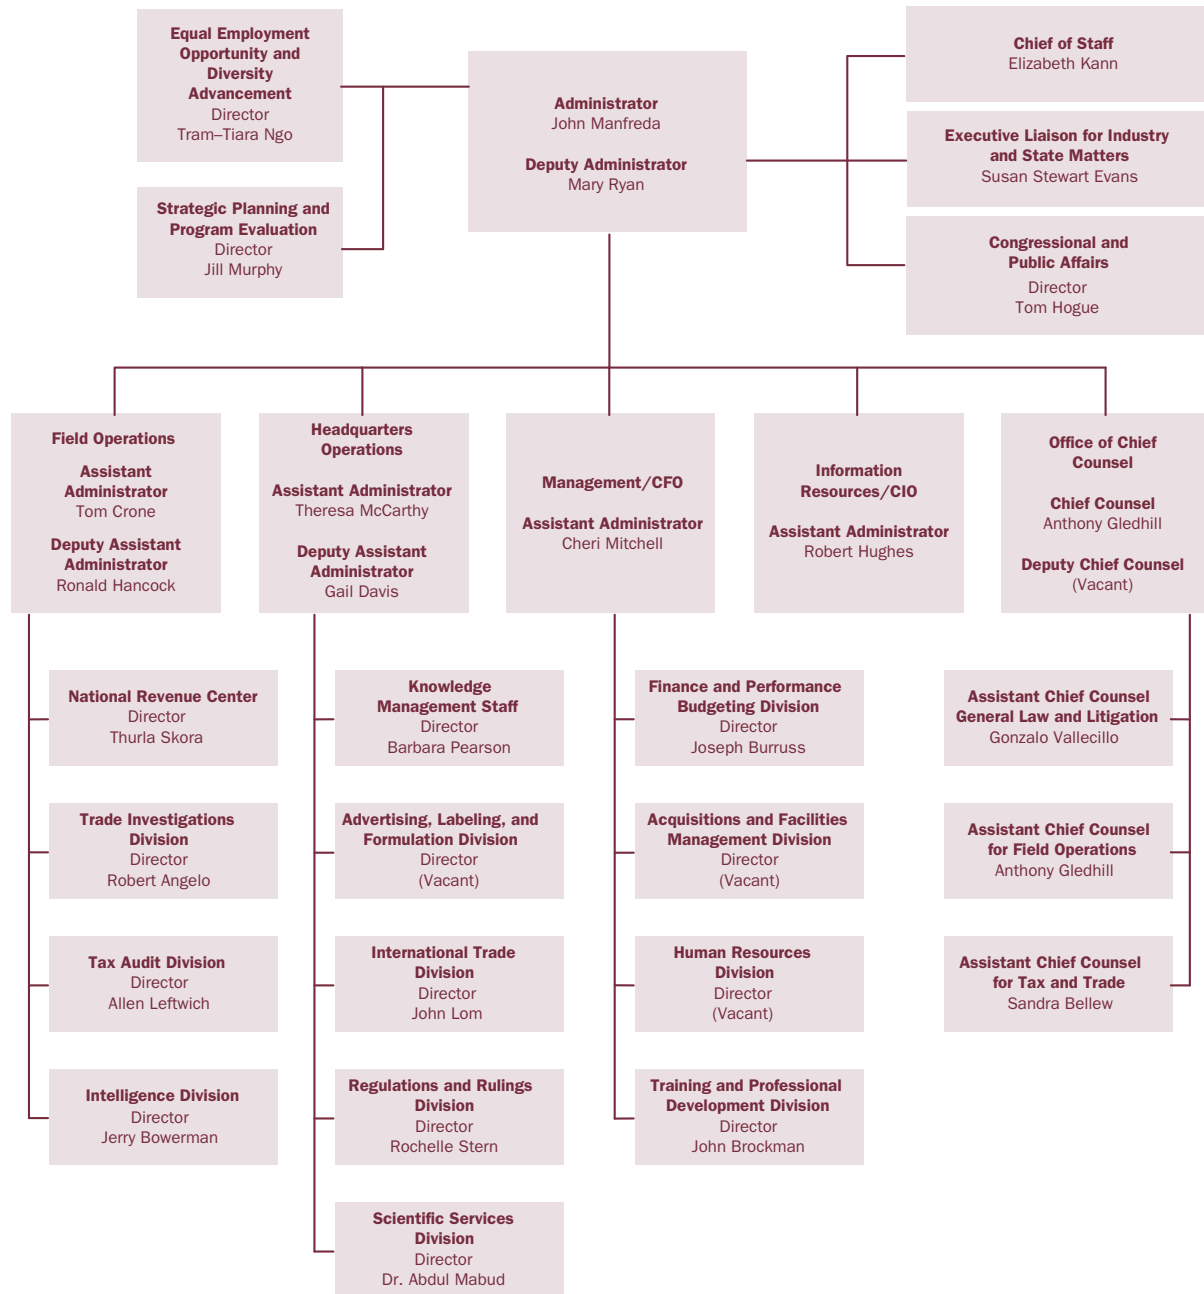 Equal Employment
Opportunity and
Diversity
Advancement
Director
Tram–Tiara Ngo
Strategic Planning and
Program Evaluation
Director
Jill Murphy
Administrator
John Manfreda
Deputy Administrator
Mary Ryan
Chief of Staff
Elizabeth Kann
Executive Liaison for Industry
and State Matters
Susan Stewart Evans
Congressional and
Public Affairs
Director
Tom Hogue
Field Operations
Assistant
Administrator
Tom Crone
Deputy Assistant
Administrator
Ronald Hancock
Headquarters
Operations
Assistant Administrator
Theresa McCarthy
Deputy Assistant
Administrator
Gail Davis
Management/CFO
Assistant Administrator
Cheri Mitchell
Information
Resources/CIO
Assistant Administrator
Robert Hughes
Office of Chief
Counsel
Chief Counsel
Anthony Gledhill
Deputy Chief Counsel
(Vacant)
National Revenue Center
Director
Thurla Skora
Trade Investigations
Division
Director
Robert Angelo
Tax Audit Division
Director
Allen Leftwich
Intelligence Division
Director
Jerry Bowerman
Knowledge
Management Staff
Director
Barbara Pearson
Advertising, Labeling, and
Formulation Division
Director
(Vacant)
International Trade
Division
Director
John Lom
Regulations and Rulings
Division
Director
Rochelle Stern
Scientific Services
Division
Director
Dr. Abdul Mabud
Finance and Performance
Budgeting Division
Director
Joseph Burruss
Acquisitions and Facilities
Management Division
Director
(Vacant)
Human Resources
Division
Director
(Vacant)
Training and Professional
Development Division
Director
John Brockman
Assistant Chief Counsel
General Law and Litigation
Gonzalo Vallecillo
Assistant Chief Counsel
for Field Operations
Anthony Gledhill
Assistant Chief Counsel
for Tax and Trade
Sandra Bellew